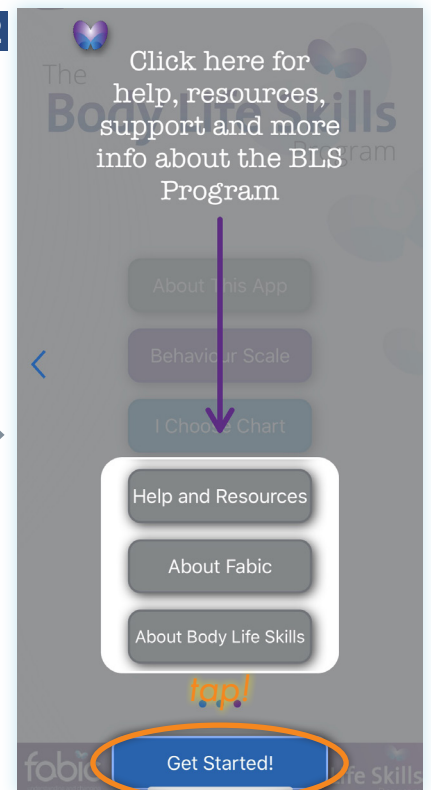 The
Body Life Skills
Program
Click here for
help, resources,
support and more
info about the BLS
Program
About This App
Behaviour Scale
I Choose Chart
Help and Resources
About Fabic
About Body Life Skills
tap!
Get Started!
fabic
Life Skills